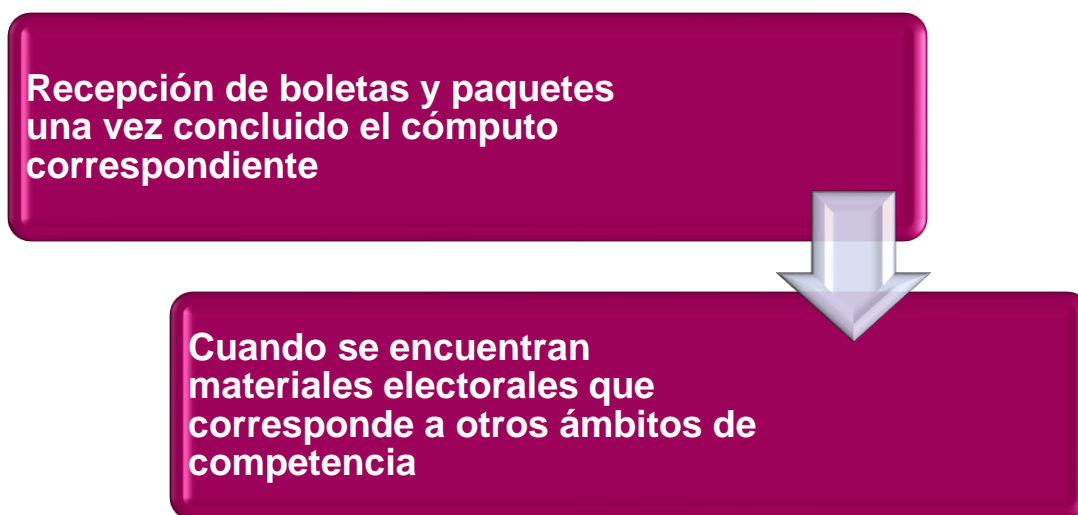 Recepción de boletas y paquetes
una vez concluido el cómputo
correspondiente
Cuando se encuentran
materiales electorales que
corresponde a otros ámbitos de
competencia